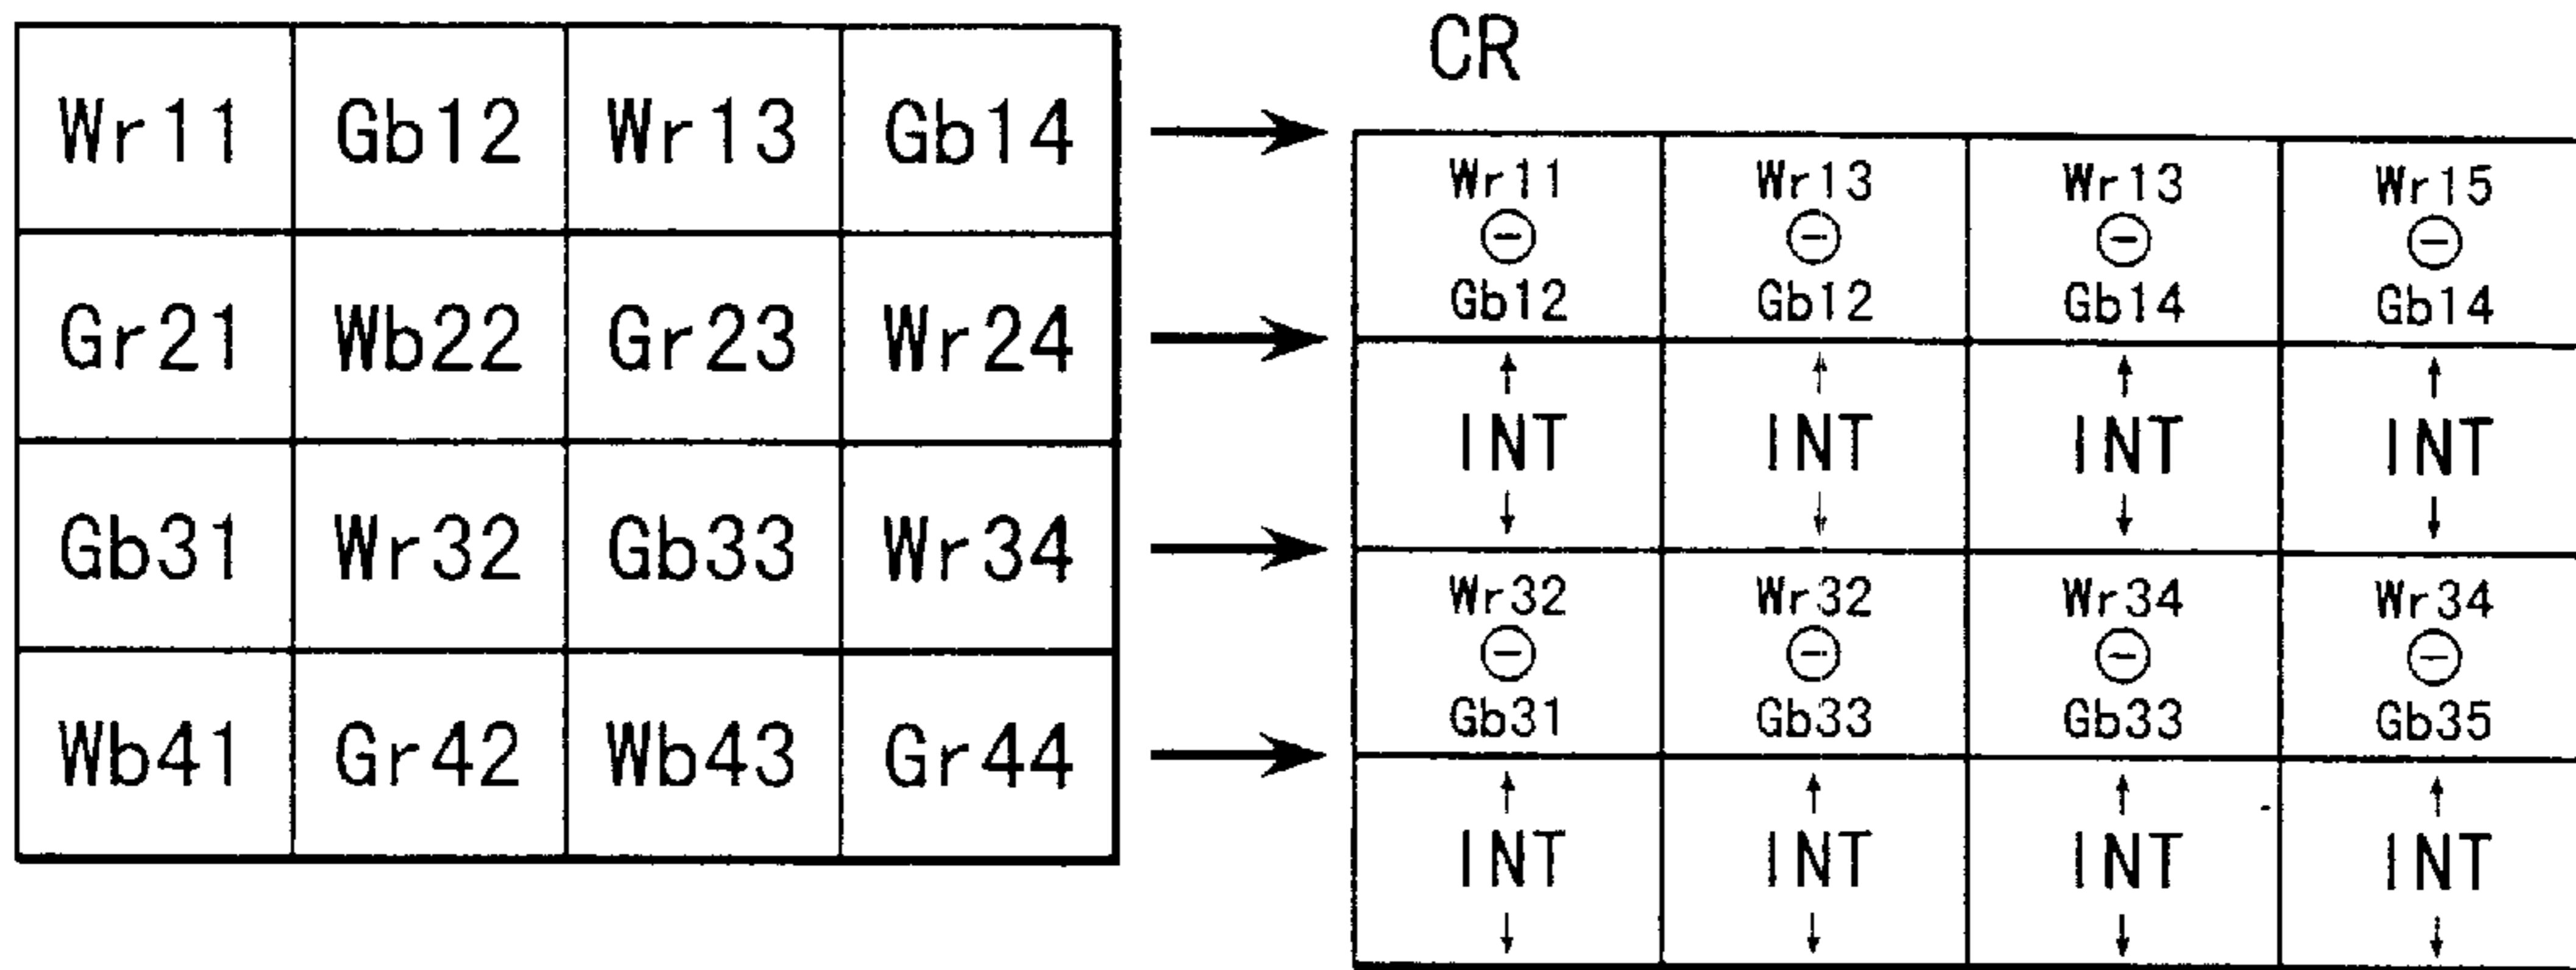 CR
Wr11 Gb12 Wr13 Gb14
Gr21 Wb22 Gr23 Wr24
Gb31 Wr32 Gb33 Wr34
Wb41 Gr42 Wb43 Gr44
Wr11 Wr13 Wr13 Wr15
⊖ ⊖ ⊖ ⊖
Gb12 Gb12 Gb14 Gb14
↑ ↑ ↑ ↑
INT INT INT INT
↓ ↓ ↓ ↓
Wr32 Wr32 Wr34 Wr34
⊖ ⊖ ⊖ ⊖
Gb31 Gb33 Gb33 Gb35
↑ ↑ ↑ ↑
INT INT INT INT
↓ ↓ ↓ ↓